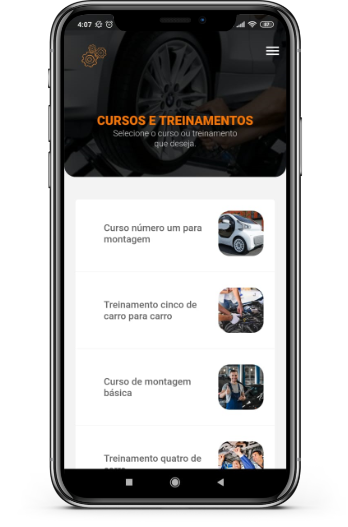 4:07
87
CURSOS E TREINAMENTOS
Selecione o curso ou treinamento
que deseja.
Curso número um para
montagem
Treinamento cinco de
carro para carro
Curso de montagem
básica
Treinamento quatro de